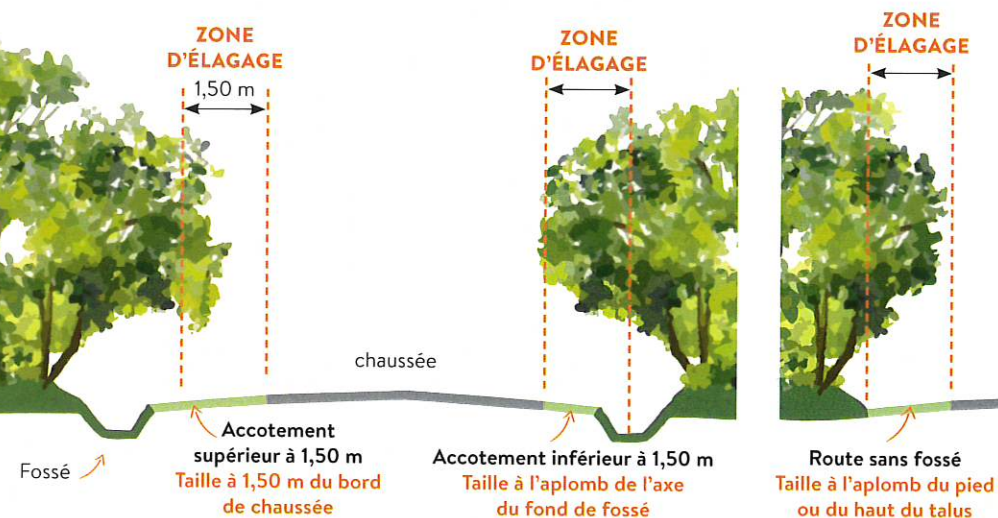 ZONE
D'ÉLAGAGE
1,50 m
ZONE
D'ÉLAGAGE
ZONE
D'ÉLAGAGE
chaussée
Fossé
Accotement
supérieur à 1,50 m
Taille à 1,50 m du bord
de chaussée
Accotement inférieur à 1,50 m
Taille à l'aplomb de l'axe
du fond de fossé
Route sans fossé
Taille à l'aplomb du pied
ou du haut du talus